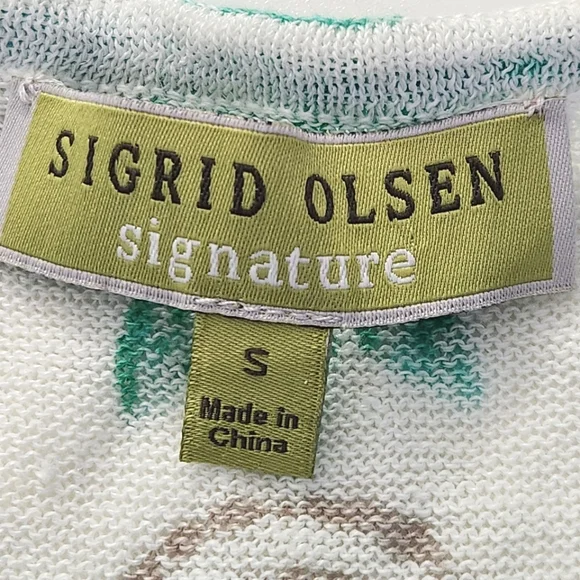 SIGRID OLSEN
signature
S
Made in
China